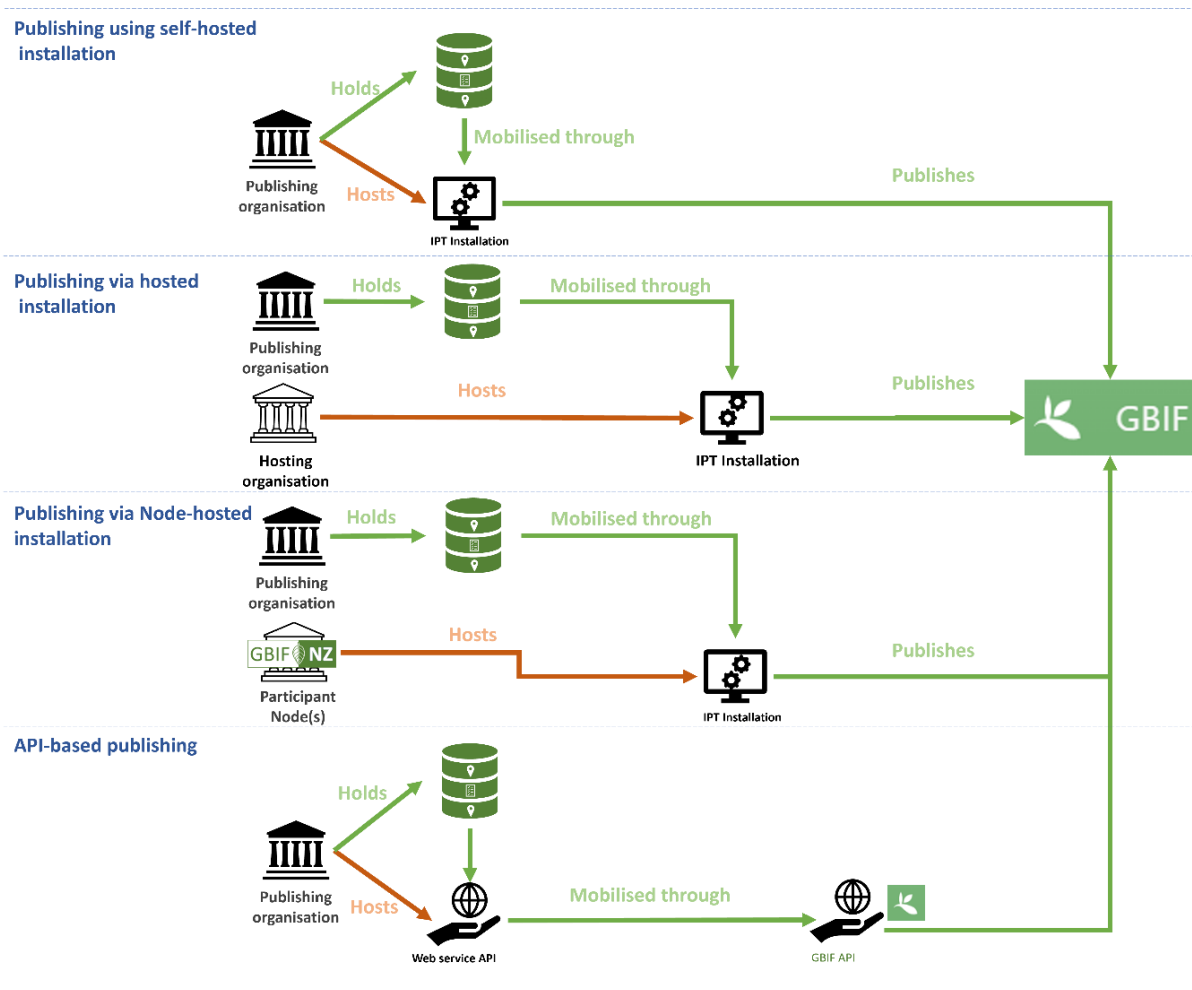 Publishing using self-hosted
installation
Holds
Mobilised through
Publishing
organisation
Hosts
Publishes
IPT Installation
Publishing via hosted
installation
Holds
Mobilised through
Publishing
organisation
Hosts
Publishes
GBIF
Hosting
organisation
IPT Installation
Publishing via Node-hosted
installation
Holds
Mobilised through
Publishing
organisation
Hosts
GBIF NZ
Publishes
Participant
Node(s)
IPT Installation
API-based publishing
Holds
Publishing
organisation
Hosts
Mobilised through
Web service API
GBIF API